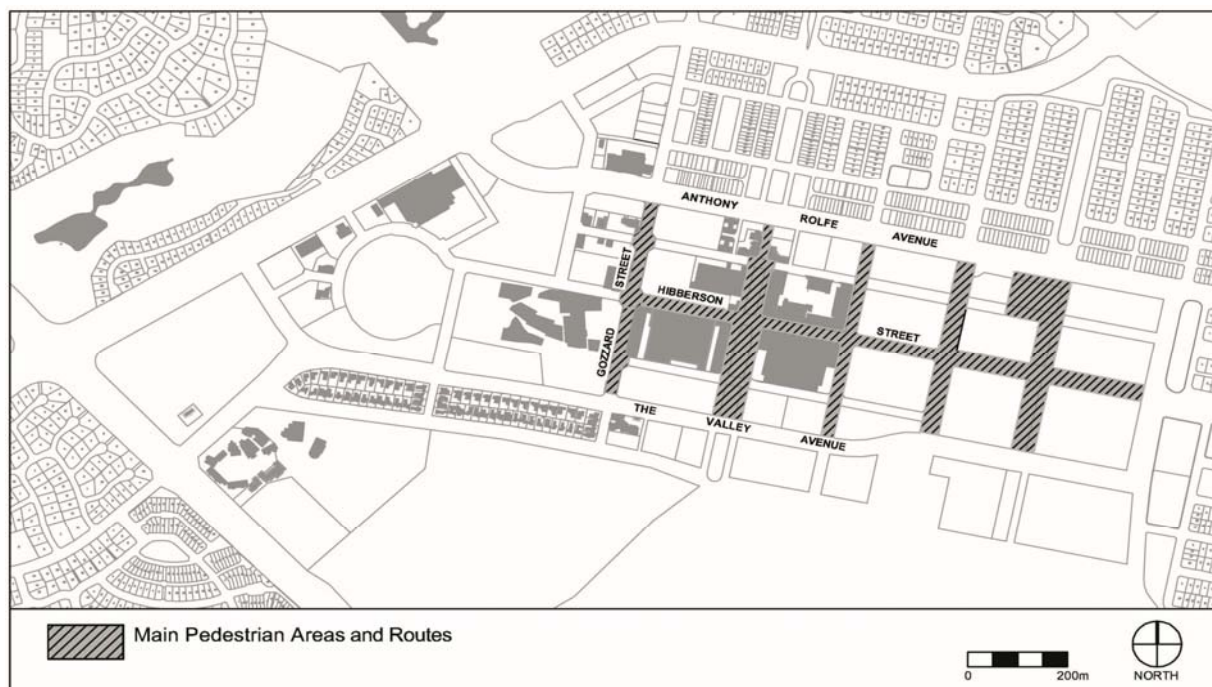 ANTHONY ROLFE AVENUE
STREET
GOZZARD
HIBBERSON STREET
THE VALLEY AVENUE
Main Pedestrian Areas and Routes
0 200m
NORTH